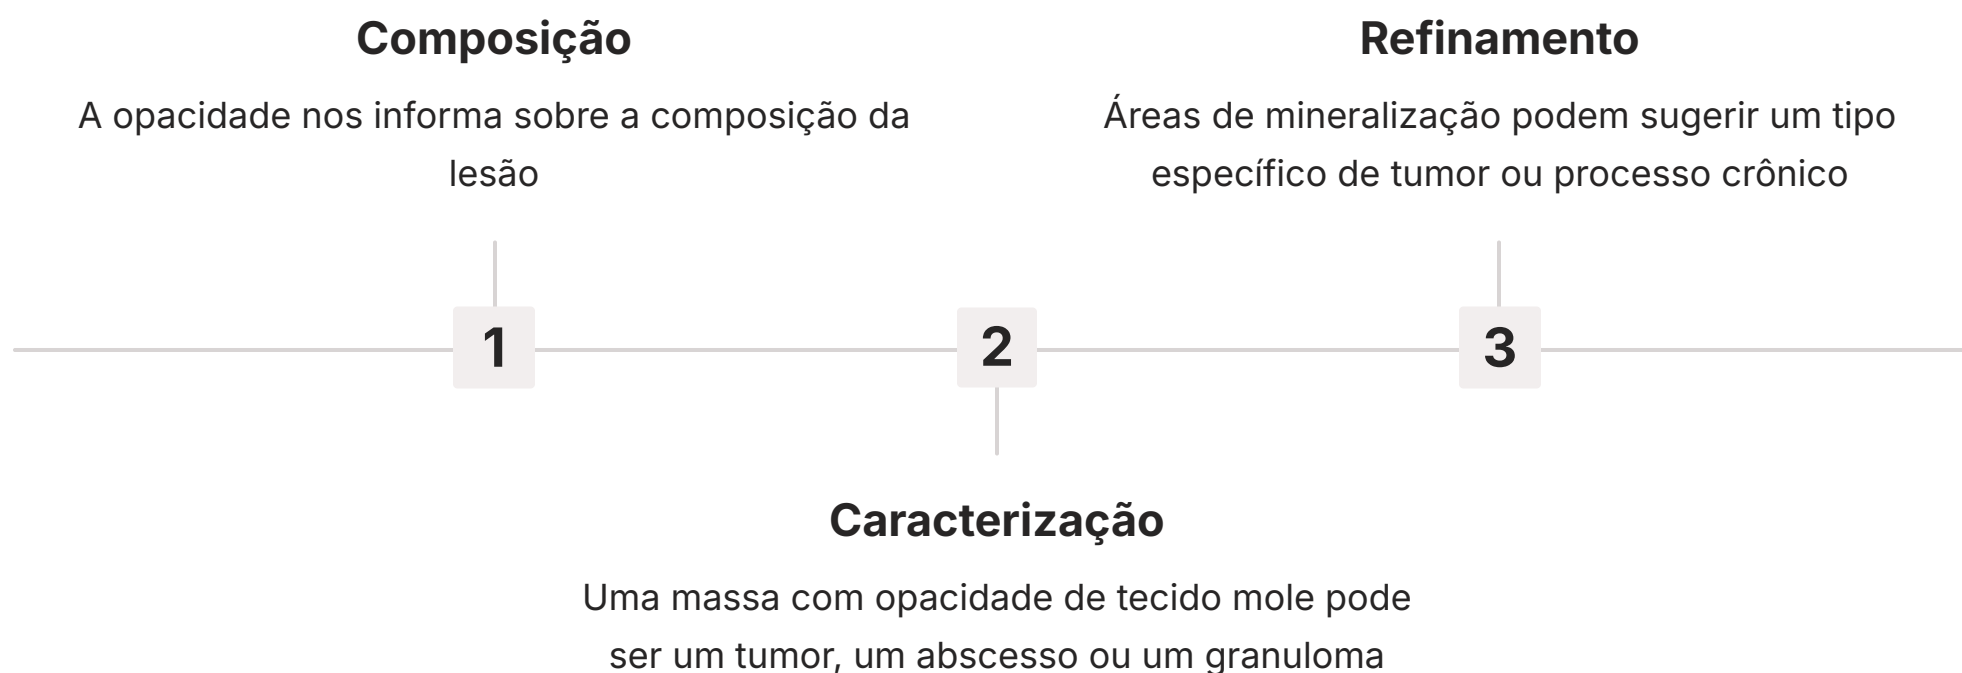 Composição
A opacidade nos informa sobre a composição da
lesão
Refinamento
Áreas de mineralização podem sugerir um tipo
específico de tumor ou processo crônico
1
2
3
Caracterização
Uma massa com opacidade de tecido mole pode
ser um tumor, um abscesso ou um granuloma